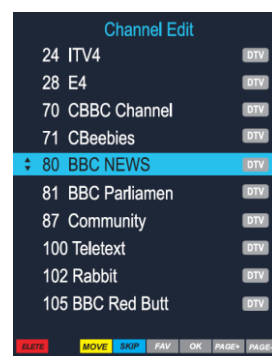 Channel Edit
24 ITV4 DTV
28 E4 DTV
70 CBBC Channel DTV
71 CBeebies DTV
80 BBC NEWS DTV
81 BBC Parliamen DTV
87 Community DTV
100 Teletext DTV
102 Rabbit DTV
105 BBC Red Butt DTV
ELETE MOVE SKIP FAV OK PAGE+ PAGE-